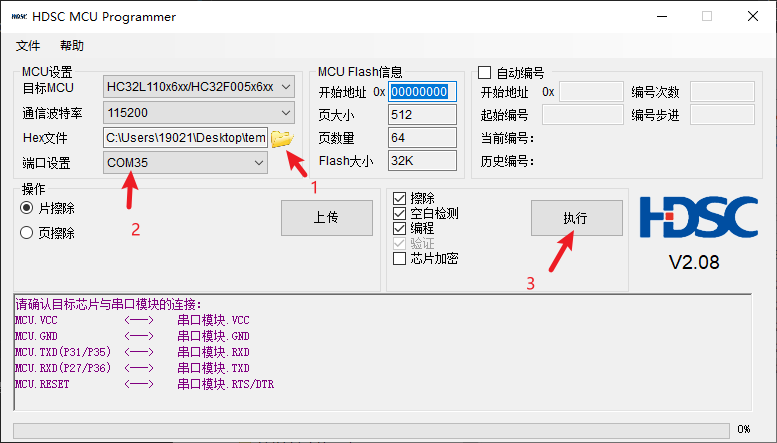 HDSC HDSC MCU Programmer
文件 帮助
MCU设置
目标MCU HC32L110x6xx/HC32F005x6xx
通信波特率 115200
Hex文件 C:\Users\19021\Desktop\tem
端口设置 COM35
1
2
MCU Flash信息
开始地址 0x 00000000
页大小 512
页数量 64
Flash大小 32K
自动编号
开始地址 0x 编号次数
起始编号 编号步进
当前编号:
历史编号:
操作
片擦除
页擦除
上传
擦除
空白检测
编程
验证
芯片加密
执行
3
HDSC
V2.08
请确认目标芯片与串口模块的连接:
MCU.VCC <---> 串口模块.VCC
MCU.GND <---> 串口模块.GND
MCU.TXD(P31/P35) <---> 串口模块.RXD
MCU.RXD(P27/P36) <---> 串口模块.TXD
MCU.RESET <---> 串口模块.RTS/DTR
0%